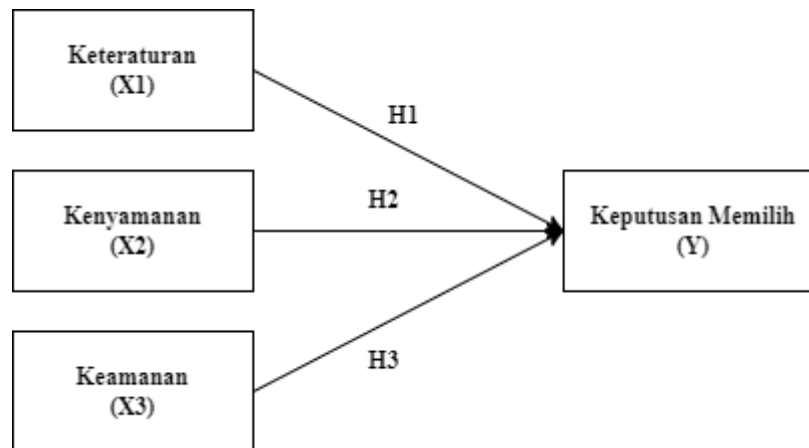 Keteraturan
(X1)
H1
Kenyamanan
(X2)
H2
Keputusan Memilih
(Y)
Keamanan
(X3)
H3